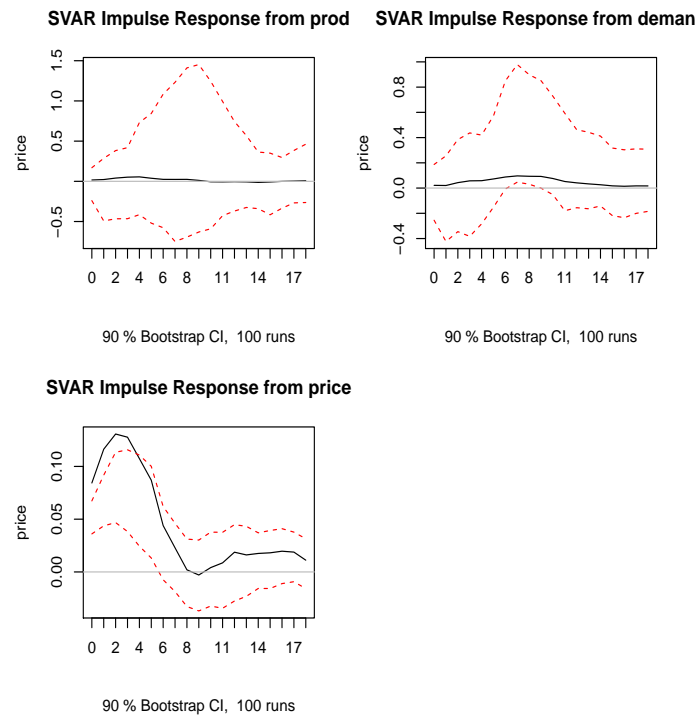 SVAR Impulse Response from prod
price
−0.5 0.5 1.0 1.5
0 2 4 6 8 11 14 17
90 % Bootstrap CI, 100 runs
SVAR Impulse Response from deman
price
−0.4 0.0 0.4 0.8
0 2 4 6 8 11 14 17
90 % Bootstrap CI, 100 runs
SVAR Impulse Response from price
price
0.00 0.05 0.10
0 2 4 6 8 11 14 17
90 % Bootstrap CI, 100 runs